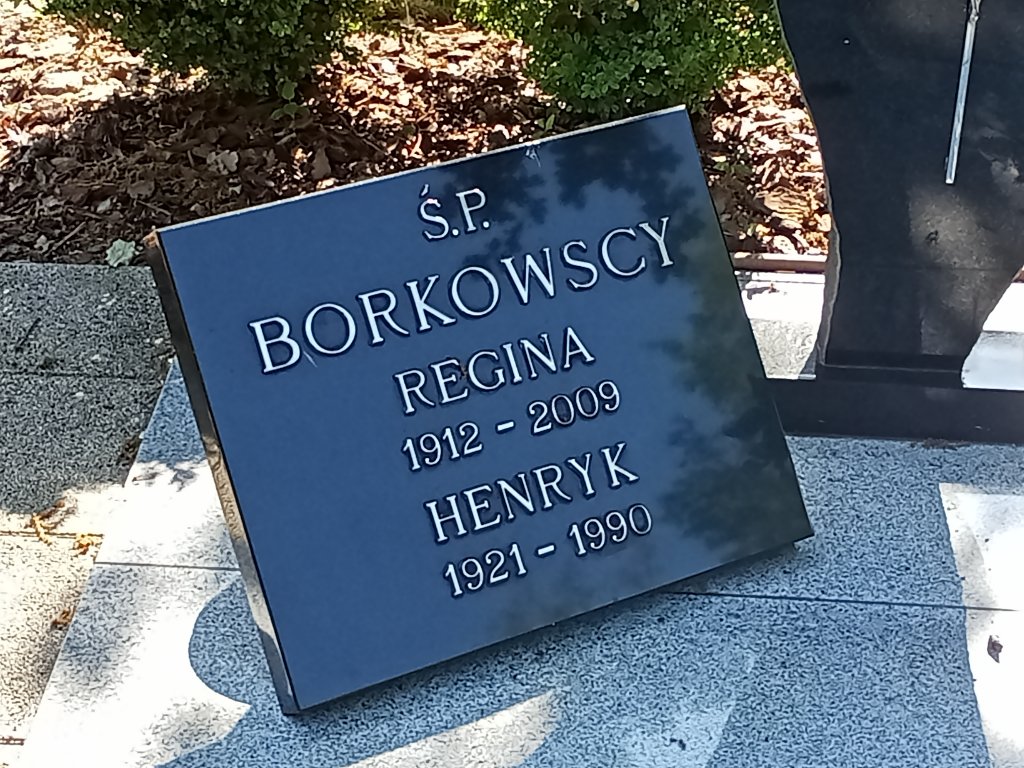 Ś.P.
BORKOWSCY
REGINA
1912 - 2009
HENRYK
1921 - 1990